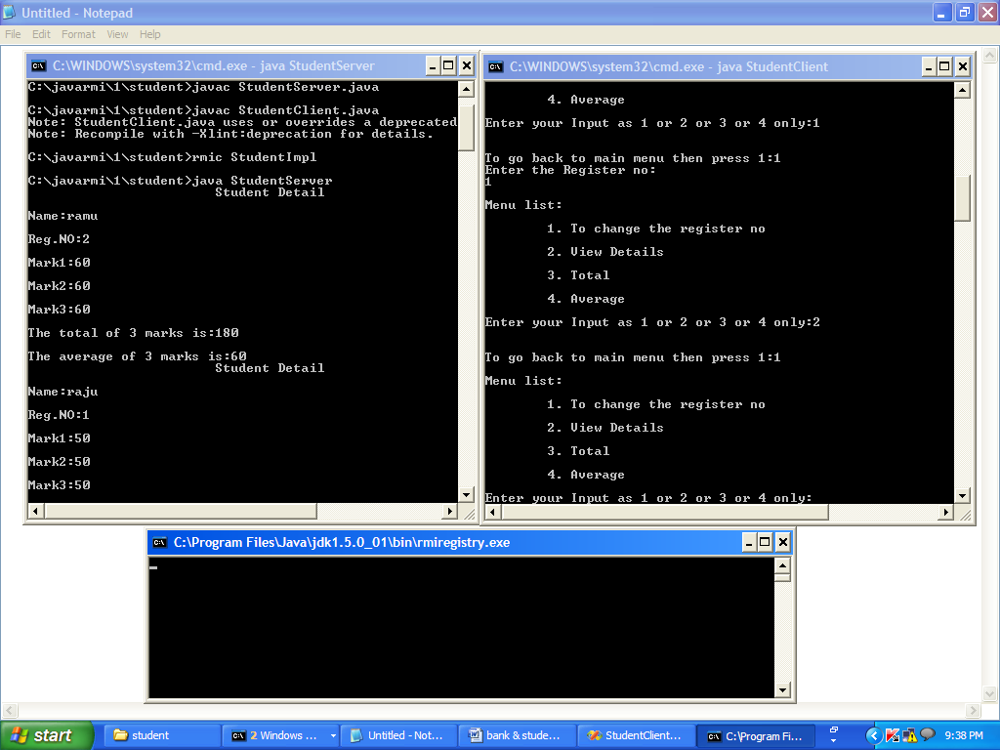 Untitled - Notepad
File Edit Format View Help
C:\WINDOWS\system32\cmd.exe - java StudentServer
C:\javarmi\1\student>javac StudentServer.java
C:\javarmi\1\student>javac StudentClient.java
Note: StudentClient.java uses or overrides a deprecated
Note: Recompile with -Xlint:deprecation for details.
C:\javarmi\1\student>rmic StudentImpl
C:\javarmi\1\student>java StudentServer
Student Detail
Name:ramu
Reg.NO:2
Mark1:60
Mark2:60
Mark3:60
The total of 3 marks is:180
The average of 3 marks is:60
Student Detail
Name:raju
Reg.NO:1
Mark1:50
Mark2:50
Mark3:50
C:\WINDOWS\system32\cmd.exe - java StudentClient
4. Average
Enter your Input as 1 or 2 or 3 or 4 only:1
To go back to main menu then press 1:1
Enter the Register no:
1
Menu list:
1. To change the register no
2. View Details
3. Total
4. Average
Enter your Input as 1 or 2 or 3 or 4 only:2
To go back to main menu then press 1:1
Menu list:
1. To change the register no
2. View Details
3. Total
4. Average
Enter your Input as 1 or 2 or 3 or 4 only:
C:\Program Files\Java\jdk1.5.0_01\bin\rmiregistry.exe
start
student
2 Windows ...
Untitled - Not...
bank & stude...
StudentClient...
C:\Program Fi...
9:38 PM